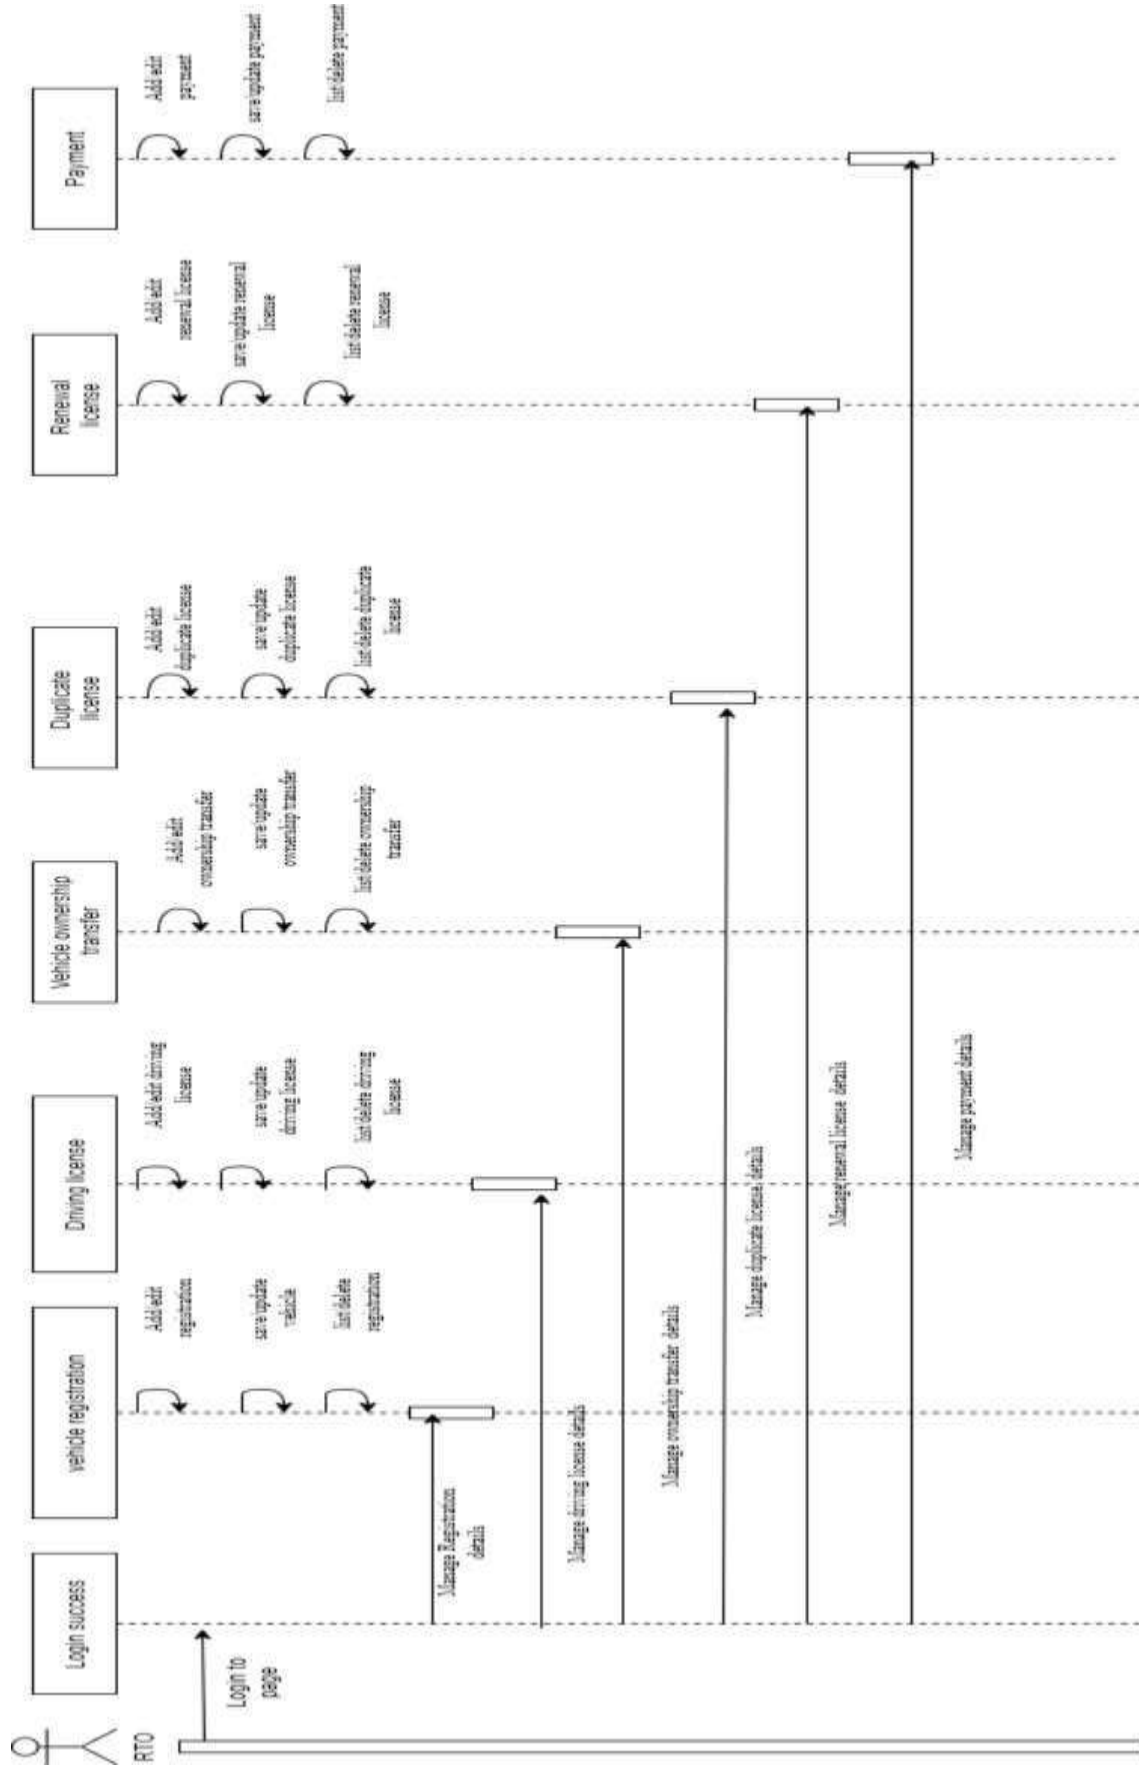 RTO
Login success
vehicle registration
Driving license
Vehicle ownership
transfer
Duplicate
license
Renewal
license
Payment
Login to
page
Add/edit
registration
save/update
vehicle
list/delete
registration
Add/edit driving
license
save/update
driving license
list/delete driving
license
Add/edit
ownership transfer
save/update
ownership transfer
list/delete ownership
transfer
Add/edit
duplicate license
save/update
duplicate license
list/delete duplicate
license
Add/edit
renewal license
save/update renewal
license
list/delete renewal
license
Add/edit
payment
save/update payment
list/delete payment
Manage Registration
details
Manage driving license details
Manage ownership transfer details
Manage duplicate license details
Manage renewal license details
Manage payment details